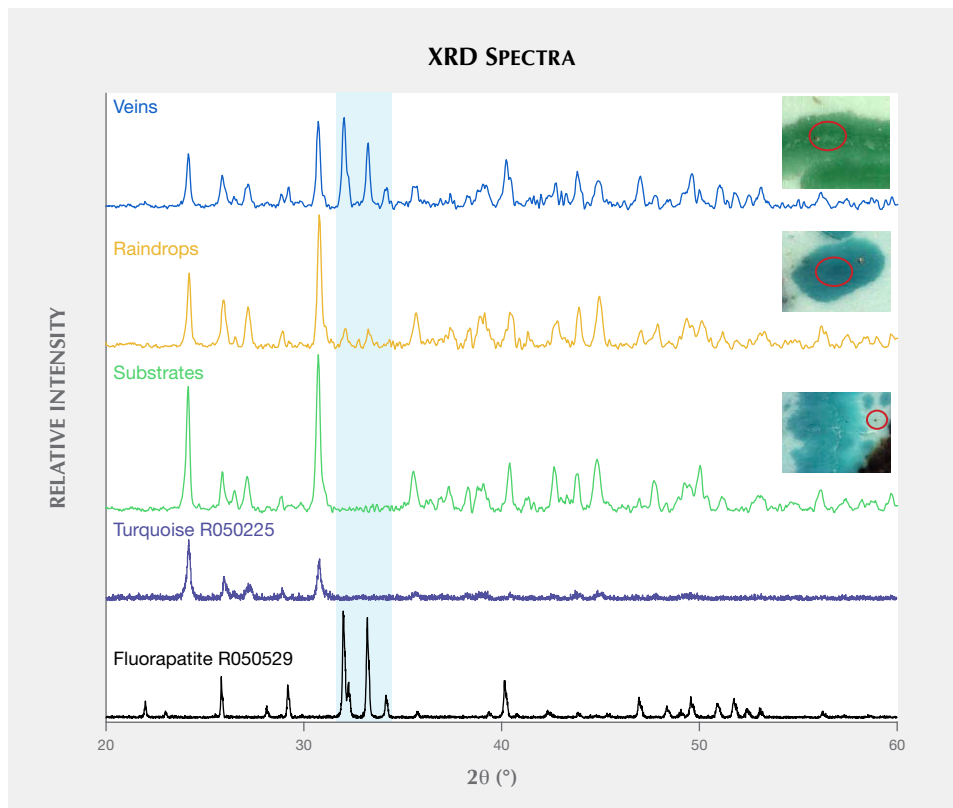 XRD SPECTRA
Veins
Raindrops
Substrates
Turquoise R050225
Fluorapatite R050529
RELATIVE INTENSITY
20 30 40 50 60
2θ (°)